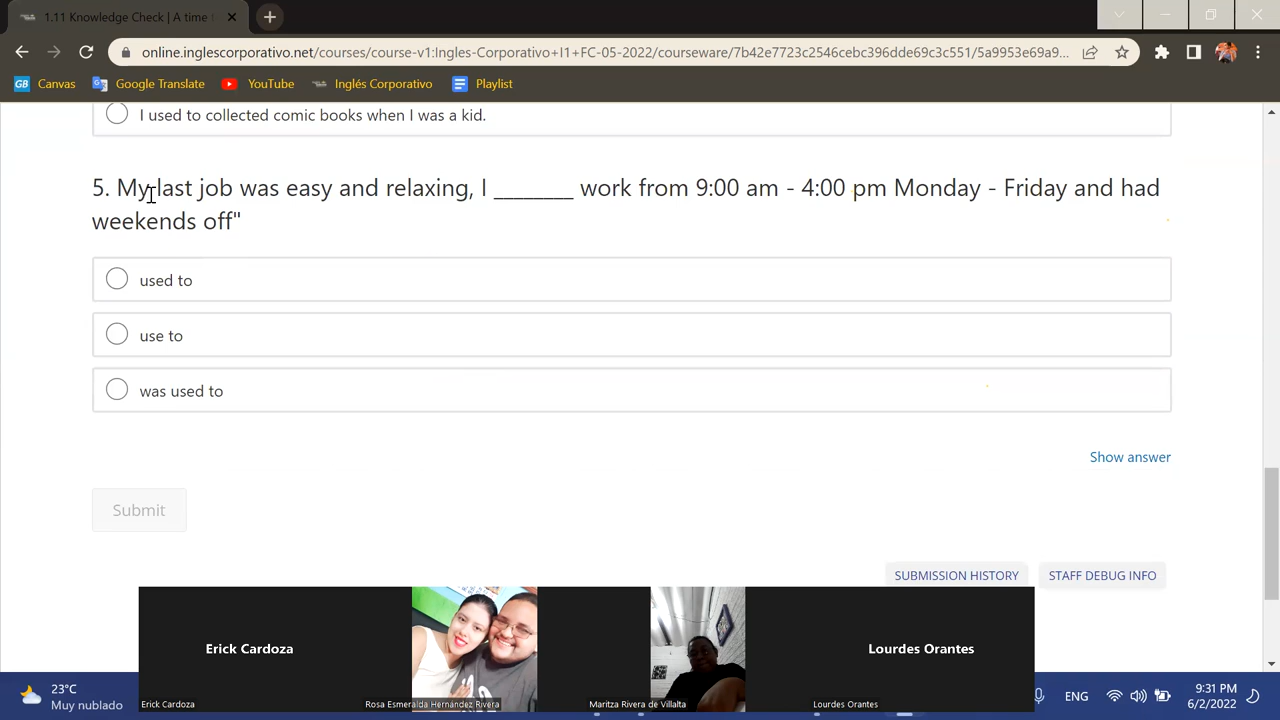 1.11 Knowledge Check | A time
online.inglescorporativo.net/courses/course-v1:Ingles-Corporativo+I1+FC-05-2022/courseware/7b42e7723c2546cebc396dde69c3c551/5a9953e69a9...
GB Canvas Google Translate YouTube Inglés Corporativo Playlist
I used to collected comic books when I was a kid.
5. My last job was easy and relaxing, I ________ work from 9:00 am - 4:00 pm Monday - Friday and had
weekends off"
used to
use to
was used to
Show answer
Submit
SUBMISSION HISTORY STAFF DEBUG INFO
Erick Cardoza Lourdes Orantes
Erick Cardoza Rosa Esmeralda Hernández Rivera Maritza Rivera de Villalta Lourdes Orantes
23°C
Muy nublado
ENG
9:31 PM
6/2/2022